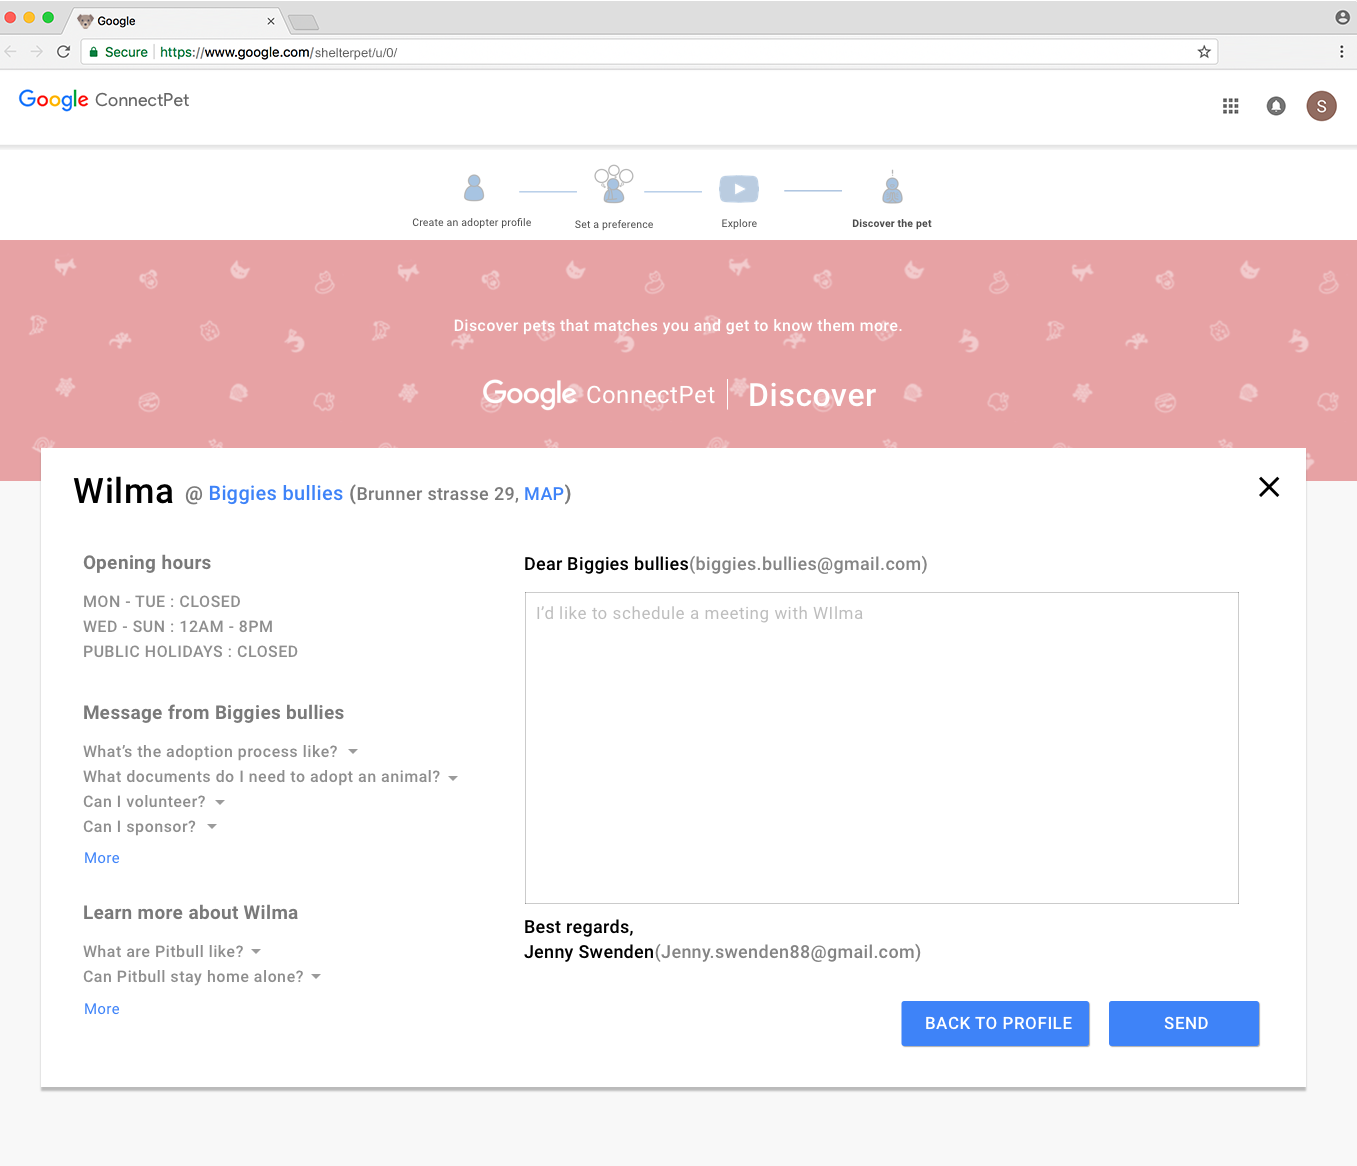 Google
Secure https://www.google.com/shelterpet/u/0/
Google ConnectPet
S
Create an adopter profile
Set a preference
Explore
Discover the pet
Discover pets that matches you and get to know them more.
Google ConnectPet | Discover
Wilma @ Biggies bullies (Brunner strasse 29, MAP)
Opening hours
MON - TUE : CLOSED
WED - SUN : 12AM - 8PM
PUBLIC HOLIDAYS : CLOSED
Message from Biggies bullies
What's the adoption process like?
What documents do I need to adopt an animal?
Can I volunteer?
Can I sponsor?
More
Learn more about Wilma
What are Pitbull like?
Can Pitbull stay home alone?
More
Dear Biggies bullies(biggies.bullies@gmail.com)
I'd like to schedule a meeting with WIlma
Best regards,
Jenny Swenden(Jenny.swenden88@gmail.com)
BACK TO PROFILE
SEND